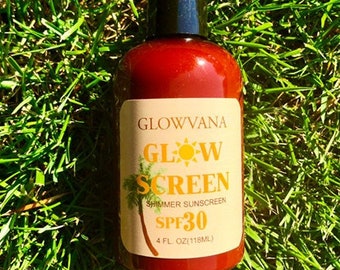 GLOWVANA
GLOW
SCREEN
SHIMMER SUNSCREEN
SPF30
4 FL. OZ(118ML)